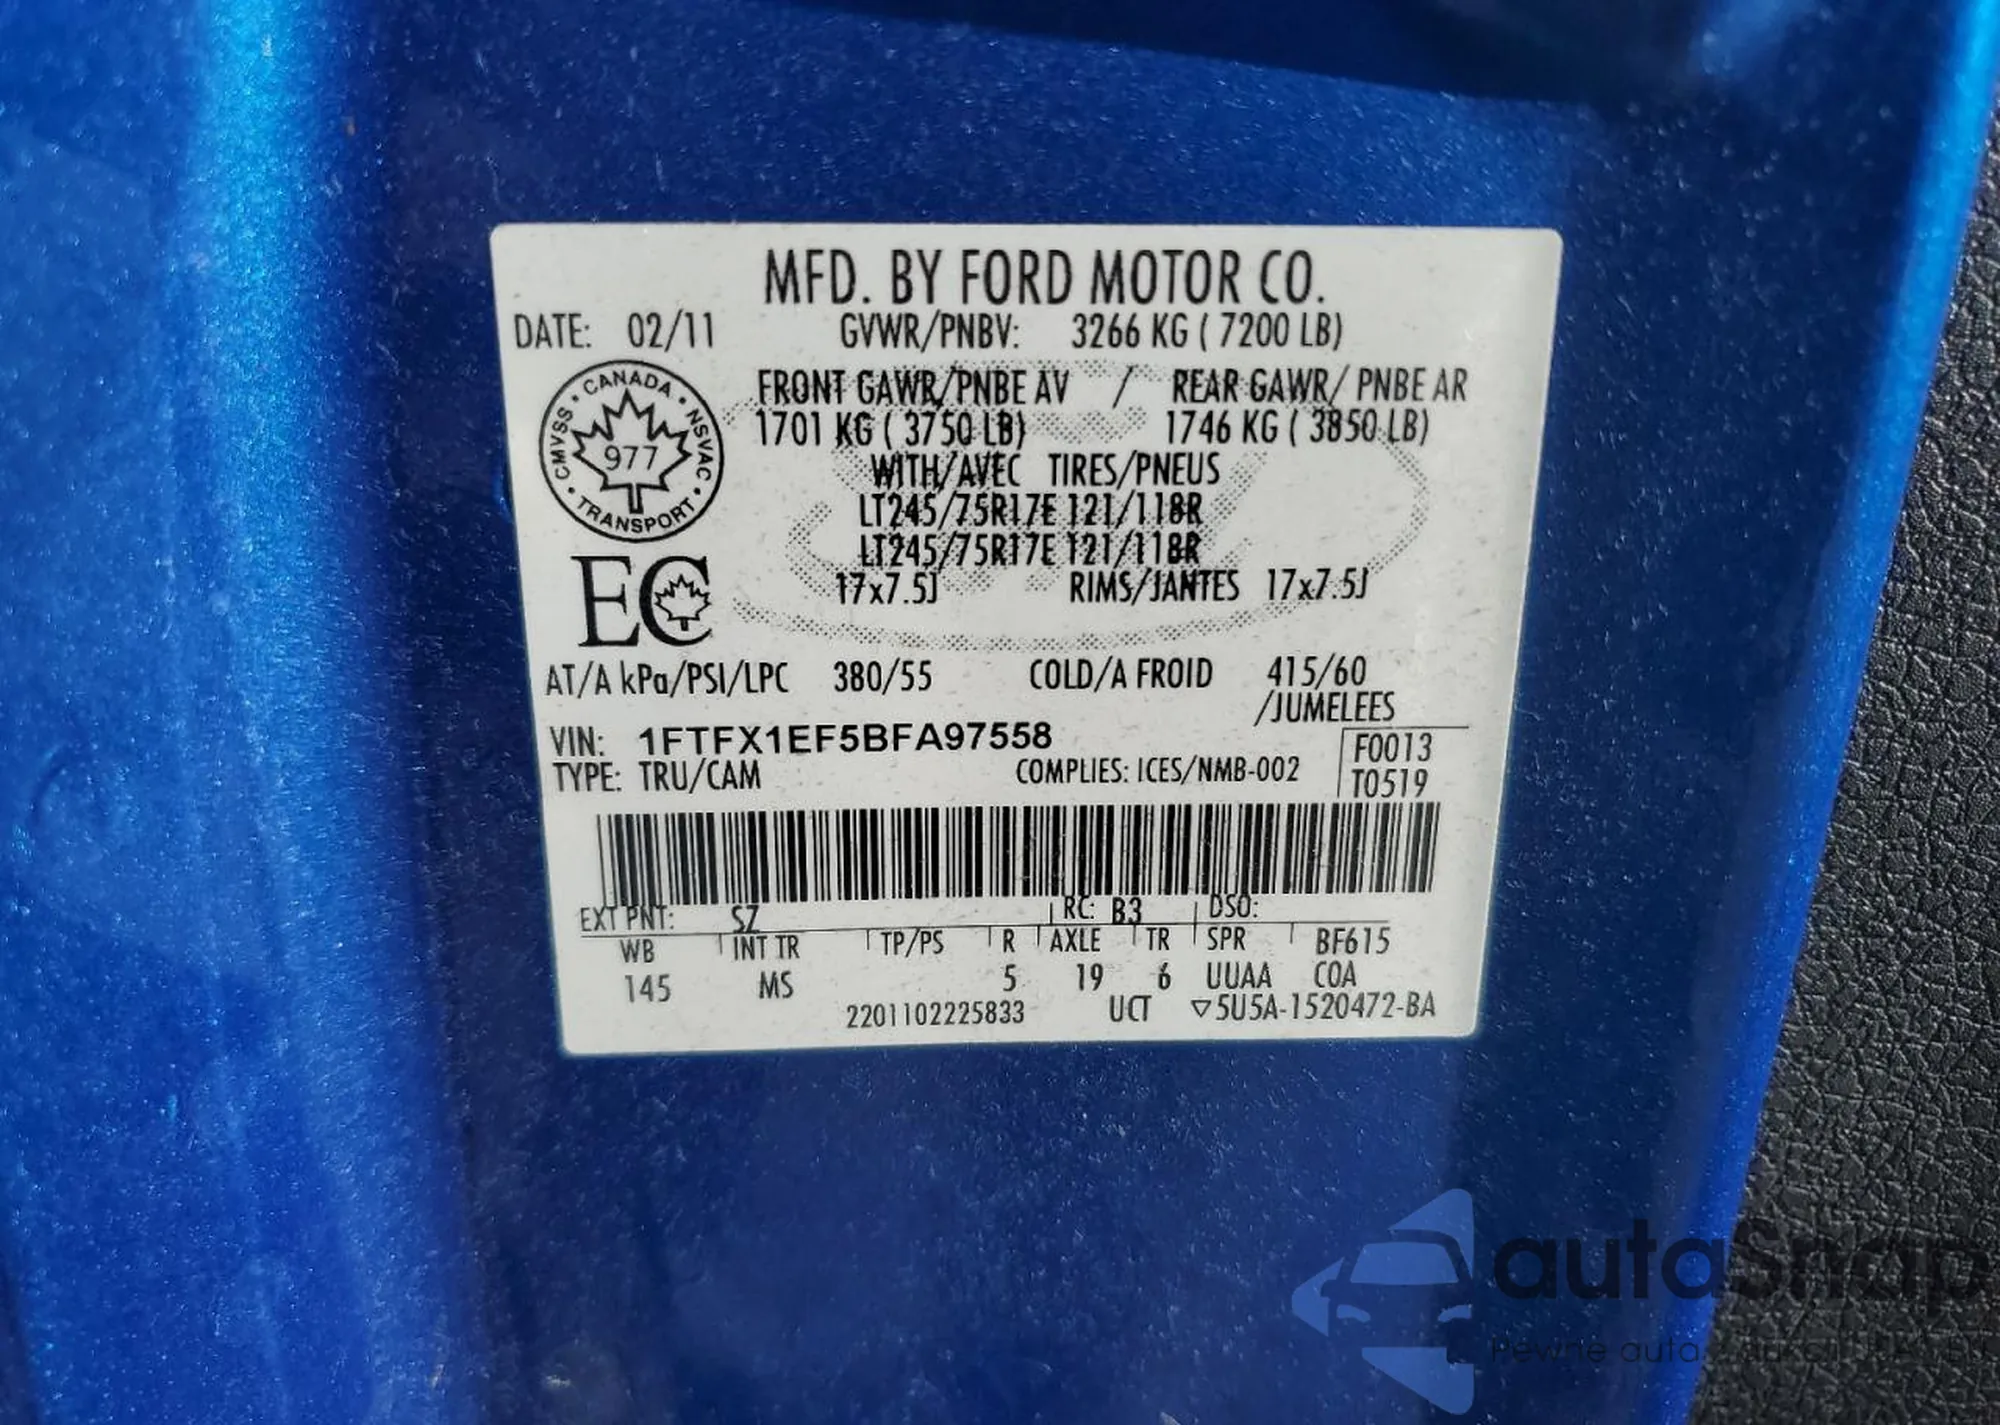 MFD. BY FORD MOTOR CO.
DATE: 02/11 GVWR/PNBV: 3266 KG ( 7200 LB)
FRONT GAWR/PNBE AV / REAR GAWR/ PNBE AR
1701 KG ( 3750 LB) 1746 KG ( 3850 LB)
WITH/AVEC TIRES/PNEUS
LT245/75R17E 121/118R
LT245/75R17E 121/118R
17x7.5J RIMS/JANTES 17x7.5J
CANADA • NSVAC • TRANSPORT • CMVSS •
977
EC
AT/A kPa/PSI/LPC 380/55 COLD/A FROID 415/60
/JUMELEES
VIN: 1FTFX1EF5BFA97558 F0013
TYPE: TRU/CAM COMPLIES: ICES/NMB-002 T0519
EXT PNT: SZ RC: B3 DSO:
WB INT TR TP/PS R AXLE TR SPR BF615
145 MS 5 19 6 UUAA COA
2201102225833 UCT ▽5U5A-1520472-BA
autaSnap
Pewne auta